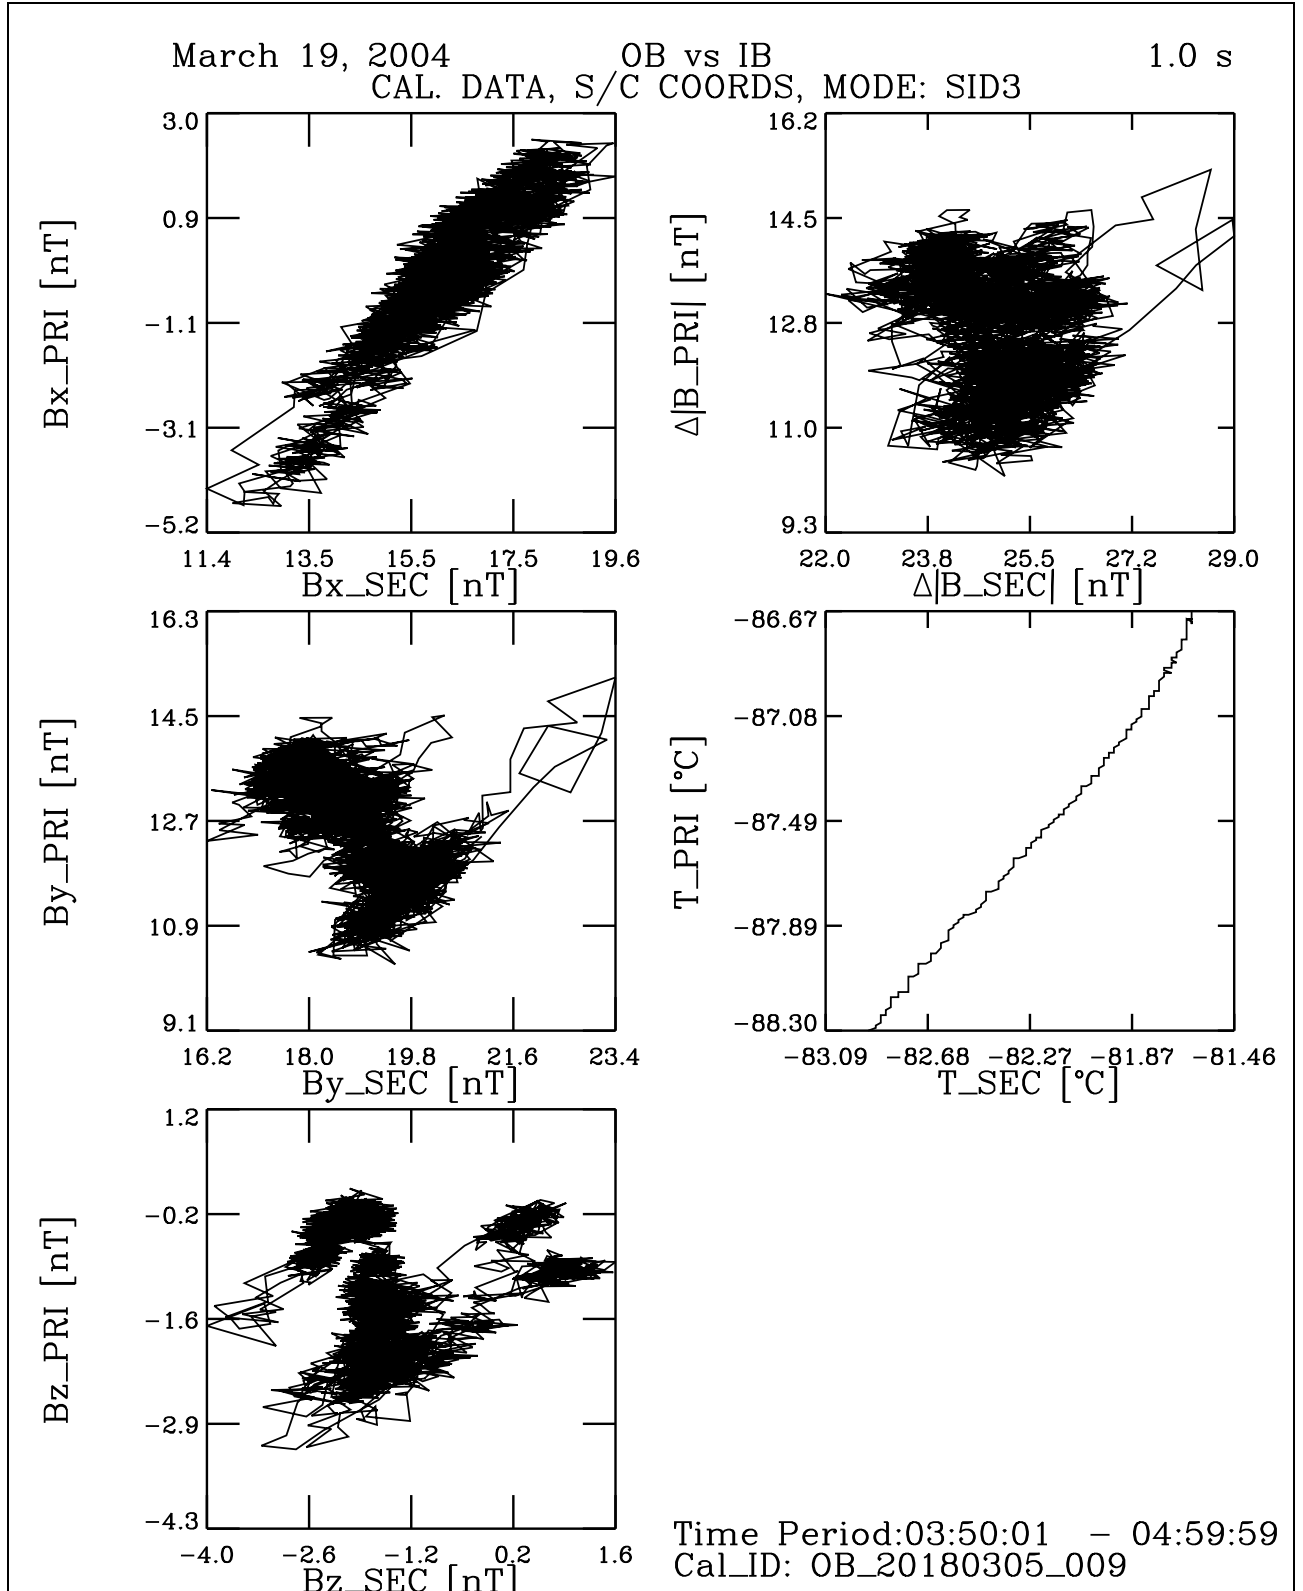 March 19, 2004 OB vs IB 1.0 s
CAL. DATA, S/C COORDS, MODE: SID3
Bx_PRI [nT]
3.0
0.9
−1.1
−3.1
−5.2
11.4 13.5 15.5 17.5 19.6
Bx_SEC [nT]
Δ|B_PRI| [nT]
16.2
14.5
12.8
11.0
9.3
22.0 23.8 25.5 27.2 29.0
Δ|B_SEC| [nT]
By_PRI [nT]
16.3
14.5
12.7
10.9
9.1
16.2 18.0 19.8 21.6 23.4
By_SEC [nT]
T_PRI [°C]
−86.67
−87.08
−87.49
−87.89
−88.30
−83.09 −82.68 −82.27 −81.87 −81.46
T_SEC [°C]
Bz_PRI [nT]
1.2
−0.2
−1.6
−2.9
−4.3
−4.0 −2.6 −1.2 0.2 1.6
Bz_SEC [nT]
Time Period:03:50:01 − 04:59:59
Cal_ID: OB_20180305_009